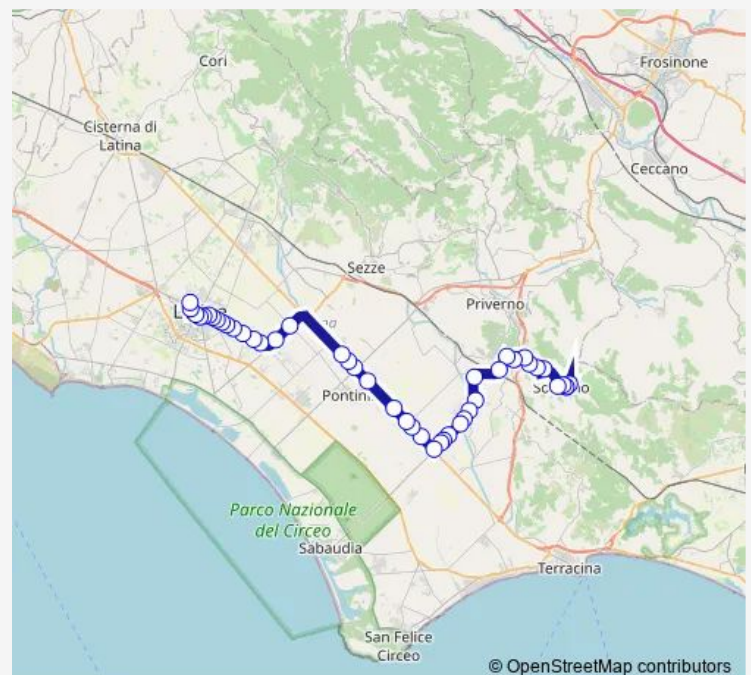 Cori
Frosinone
Cisterna di
Latina
Ceccano
Sezze
Priverno
Parco Nazionale
del Circeo
Sabaudia
Terracina
San Felice
Circeo
© OpenStreetMap contributors